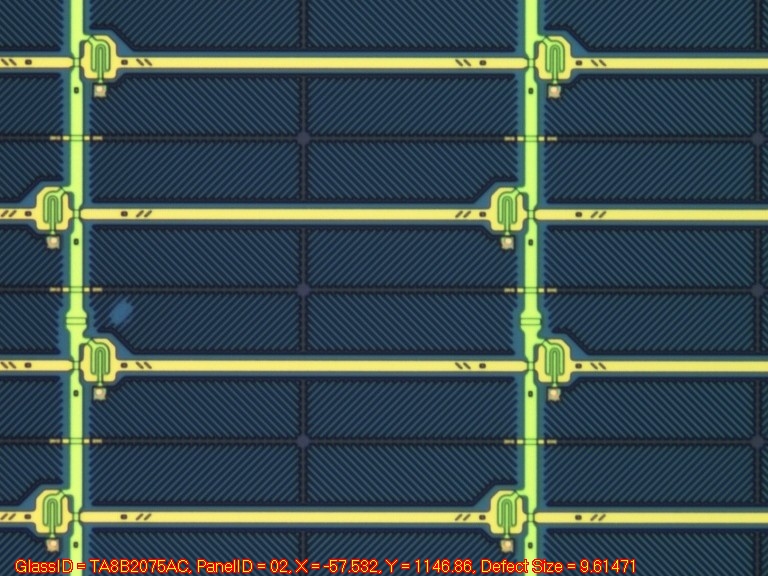 GlassID = TA8B2075AC, PanelID = 02, X = -57.532, Y = 1146.86, Defect Size = 9.61471